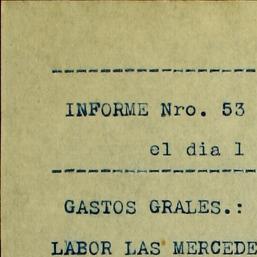 INFORME Nro. 53
el dia 1
GASTOS GRALES.:
LABOR LAS MERCEDE